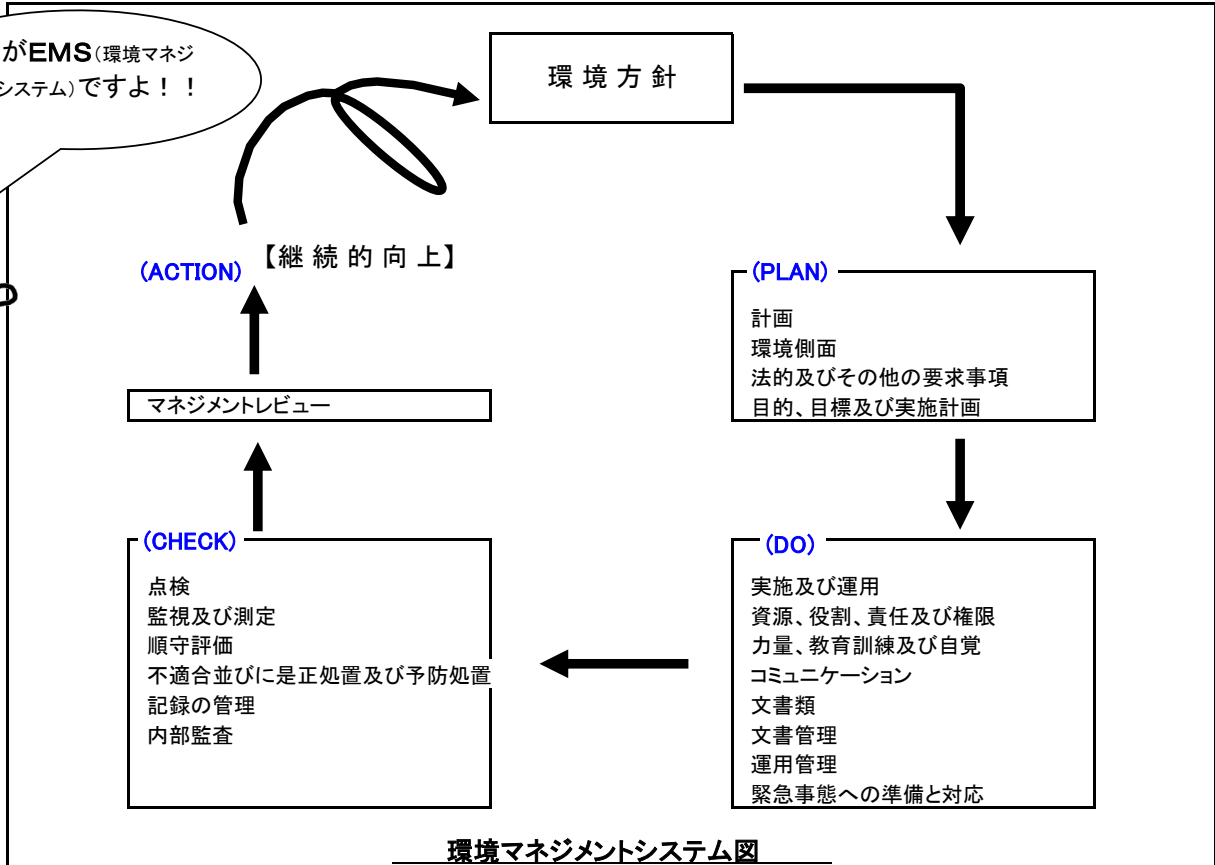 がEMS(環境マネジ
システム)ですよ！！
環境方針
(ACTION)
【継続的向上】
(PLAN)
計画
環境側面
法的及びその他の要求事項
目的、目標及び実施計画
マネジメントレビュー
(CHECK)
点検
監視及び測定
順守評価
不適合並びに是正処置及び予防処置
記録の管理
内部監査
(DO)
実施及び運用
資源、役割、責任及び権限
力量、教育訓練及び自覚
コミュニケーション
文書類
文書管理
運用管理
緊急事態への準備と対応
環境マネジメントシステム図